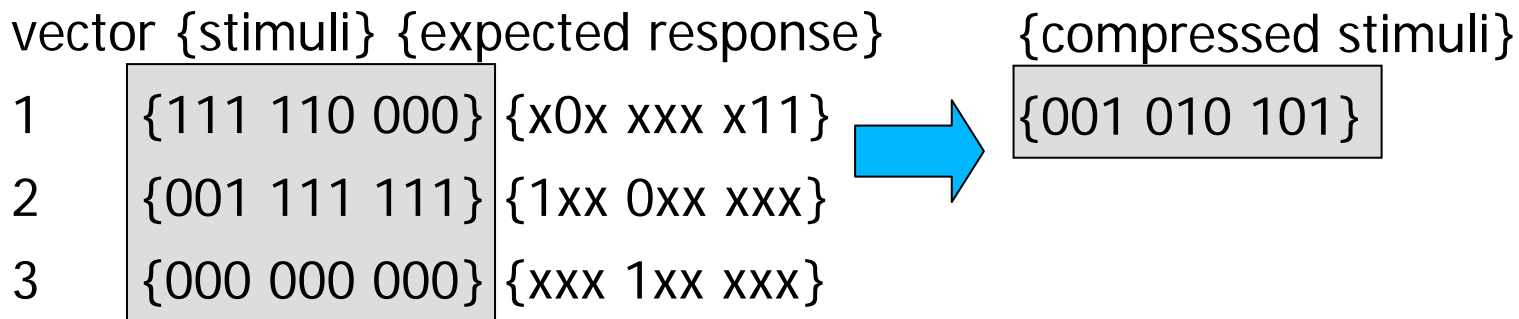 vector {stimuli} {expected response} {compressed stimuli}
1 {111 110 000} {x0x xxx x11} {001 010 101}
2 {001 111 111} {1xx 0xx xxx}
3 {000 000 000} {xxx 1xx xxx}